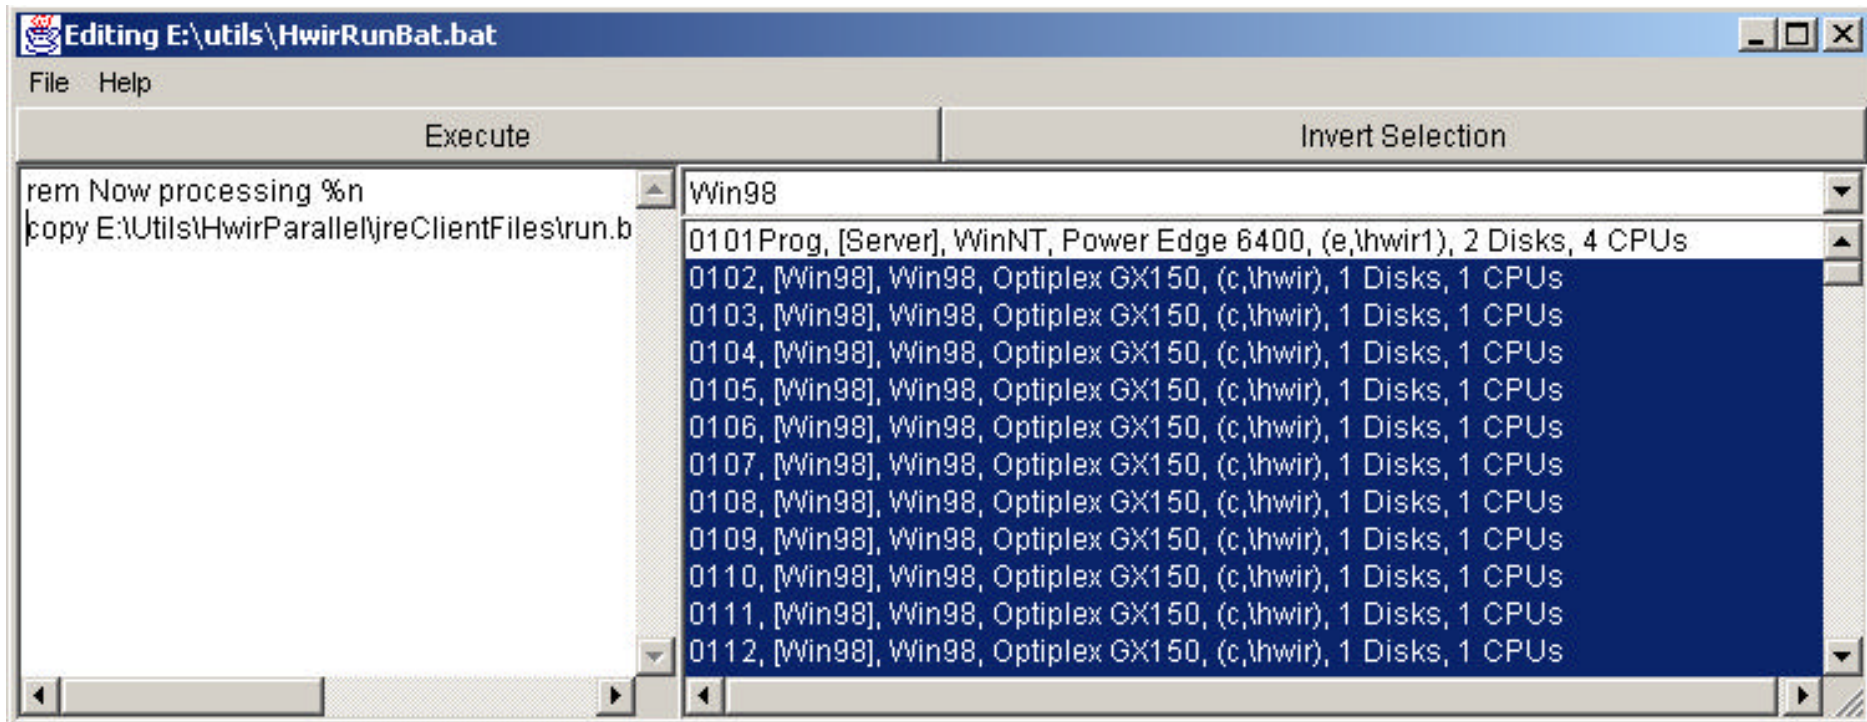 Editing E:\utils\HwirRunBat.bat
File Help
Execute Invert Selection
rem Now processing %n
copy E:\Utils\HwirParallel\jreClientFiles\run.b
Win98
0101Prog, [Server], WinNT, Power Edge 6400, (e,\hwir1), 2 Disks, 4 CPUs
0102, [Win98], Win98, Optiplex GX150, (c,\hwir), 1 Disks, 1 CPUs
0103, [Win98], Win98, Optiplex GX150, (c,\hwir), 1 Disks, 1 CPUs
0104, [Win98], Win98, Optiplex GX150, (c,\hwir), 1 Disks, 1 CPUs
0105, [Win98], Win98, Optiplex GX150, (c,\hwir), 1 Disks, 1 CPUs
0106, [Win98], Win98, Optiplex GX150, (c,\hwir), 1 Disks, 1 CPUs
0107, [Win98], Win98, Optiplex GX150, (c,\hwir), 1 Disks, 1 CPUs
0108, [Win98], Win98, Optiplex GX150, (c,\hwir), 1 Disks, 1 CPUs
0109, [Win98], Win98, Optiplex GX150, (c,\hwir), 1 Disks, 1 CPUs
0110, [Win98], Win98, Optiplex GX150, (c,\hwir), 1 Disks, 1 CPUs
0111, [Win98], Win98, Optiplex GX150, (c,\hwir), 1 Disks, 1 CPUs
0112, [Win98], Win98, Optiplex GX150, (c,\hwir), 1 Disks, 1 CPUs